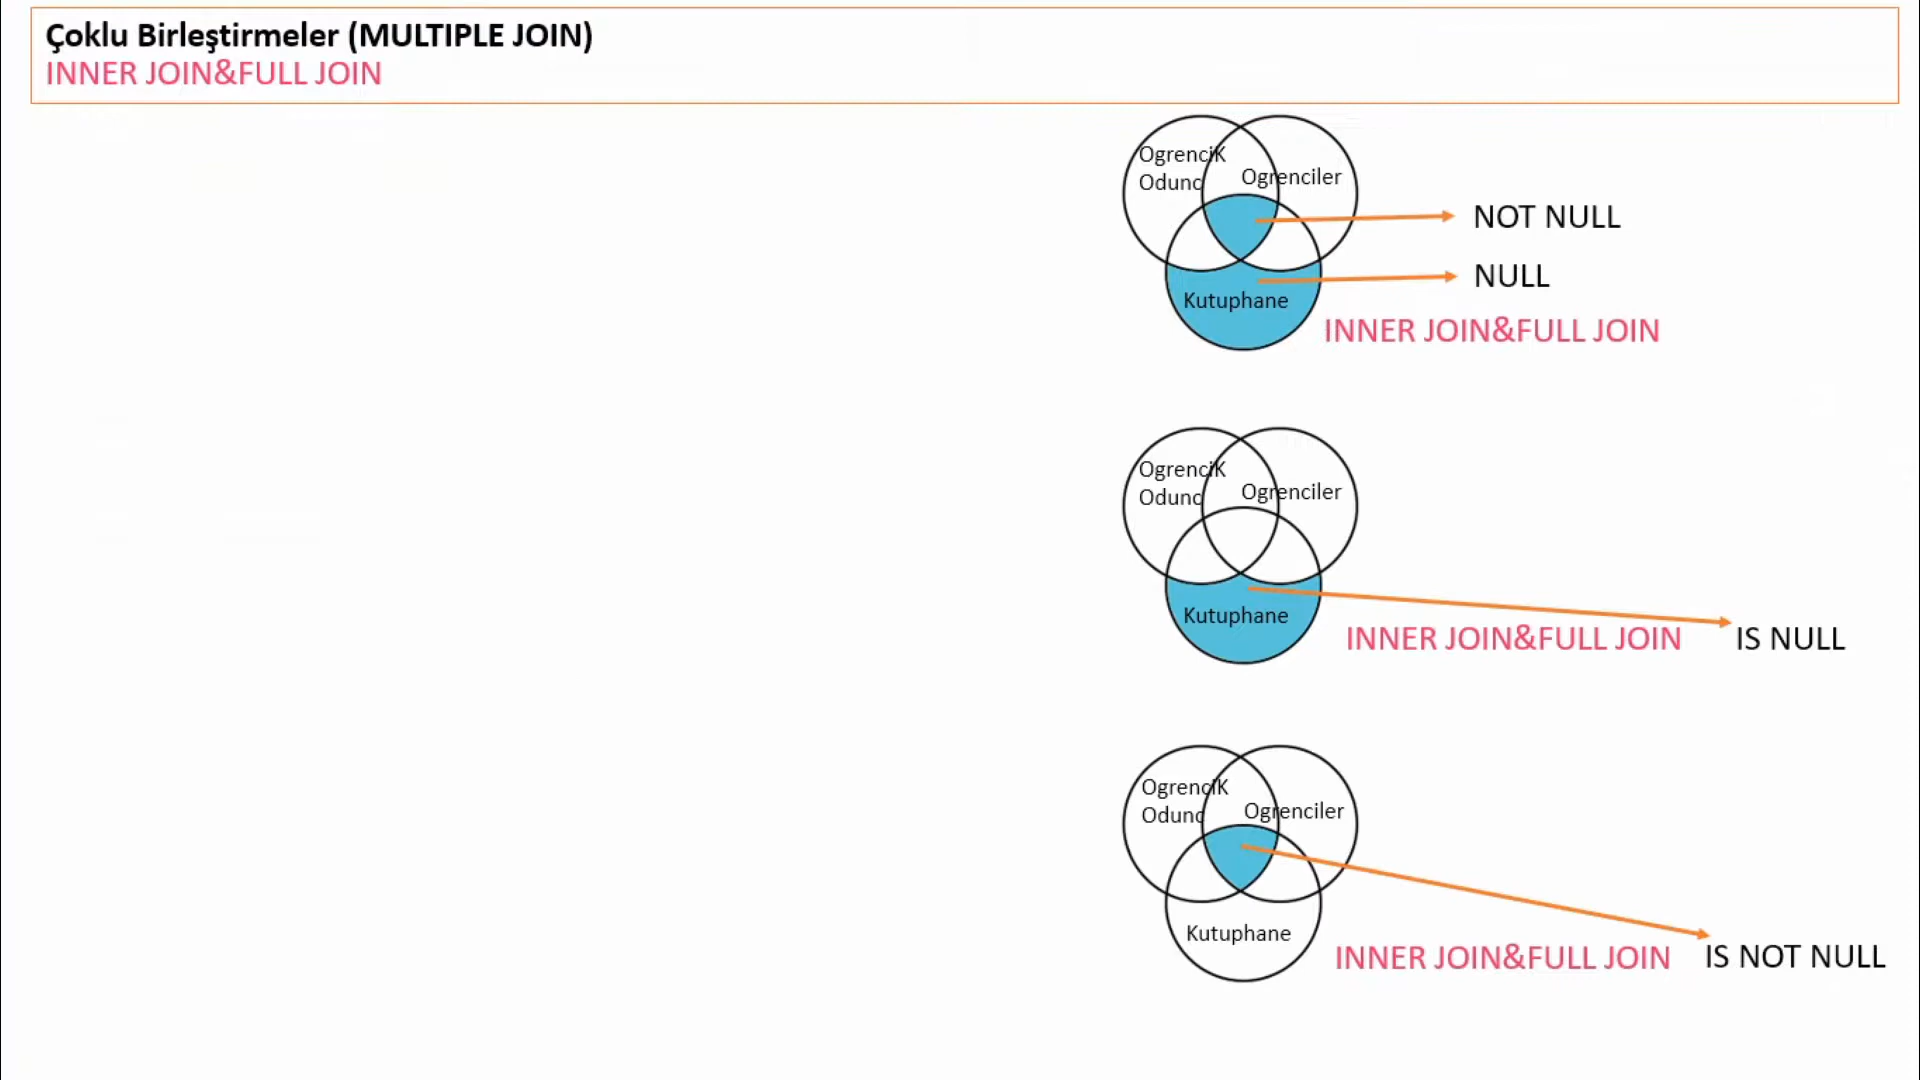 Çoklu Birleştirmeler (MULTIPLE JOIN)
INNER JOIN&FULL JOIN
OgrenciK
Odunc
Ogrenciler
NOT NULL
NULL
Kutuphane
INNER JOIN&FULL JOIN
OgrenciK
Odunc
Ogrenciler
Kutuphane
INNER JOIN&FULL JOIN
IS NULL
OgrenciK
Odunc
Ogrenciler
Kutuphane
INNER JOIN&FULL JOIN
IS NOT NULL